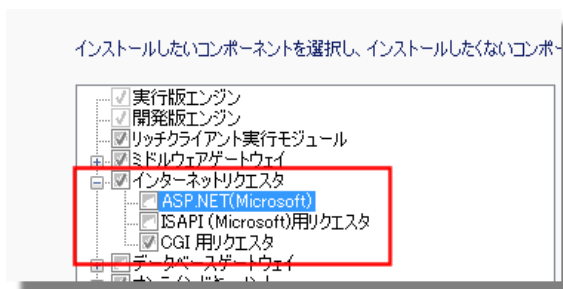 インストールしたいコンポーネントを選択し、インストールしたくないコンポー
実行版エンジン
開発版エンジン
リッチクライアント実行モジュール
ミドルウェアゲートウェイ
インターネットリクエスタ
ASP.NET(Microsoft)
ISAPI (Microsoft)用リクエスタ
CGI 用リクエスタ
データベースゲートウェイ